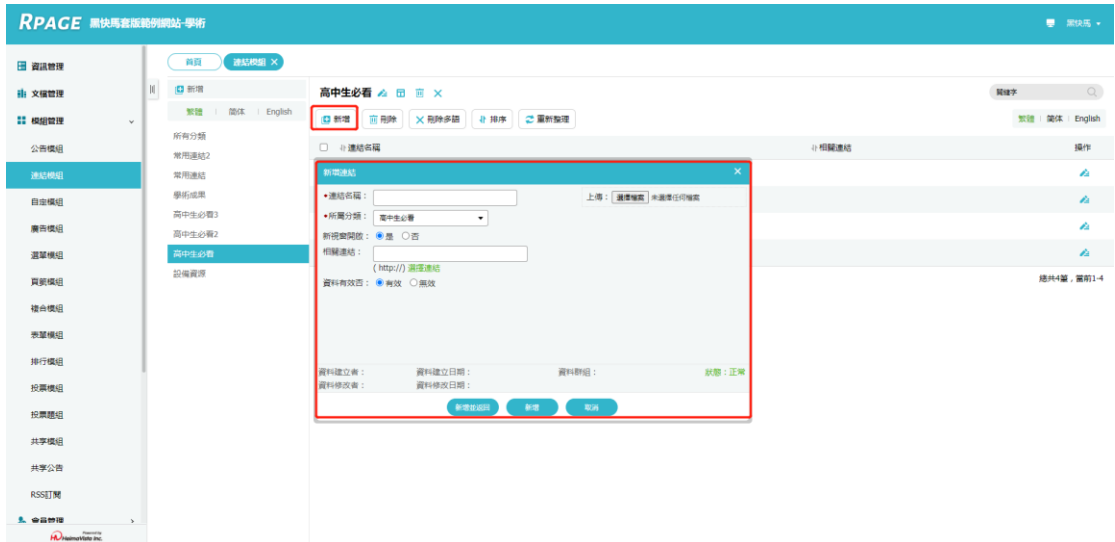 RPAGE 黑快馬套版範例網站-學術
黑快馬
資訊管理
文檔管理
模組管理
公告模組
連結模組
自定模組
廣告模組
選單模組
頁籤模組
複合模組
表單模組
排行模組
投票模組
投票題組
共享模組
共享公告
RSS訂閱
會員管理
Powered by
HeimaVista Inc.
首頁
連結模組
新增
繁體 简体 English
所有分類
常用連結2
常用連結
學術成果
高中生必看3
高中生必看2
高中生必看
設備資源
高中生必看
關鍵字
新增 刪除 刪除多語 排序 重新整理
繁體 简体 English
連結名稱 相關連結 操作
新增連結
•連結名稱：
上傳： 選擇檔案 未選擇任何檔案
•所屬分類： 高中生必看
新視窗開啟： 是 否
相關連結：
( http://) 選擇連結
資料有效否： 有效 無效
資料建立者： 資料建立日期： 資料群組： 狀態：正常
資料修改者： 資料修改日期：
新增並返回 新增 取消
總共4筆，當前1-4